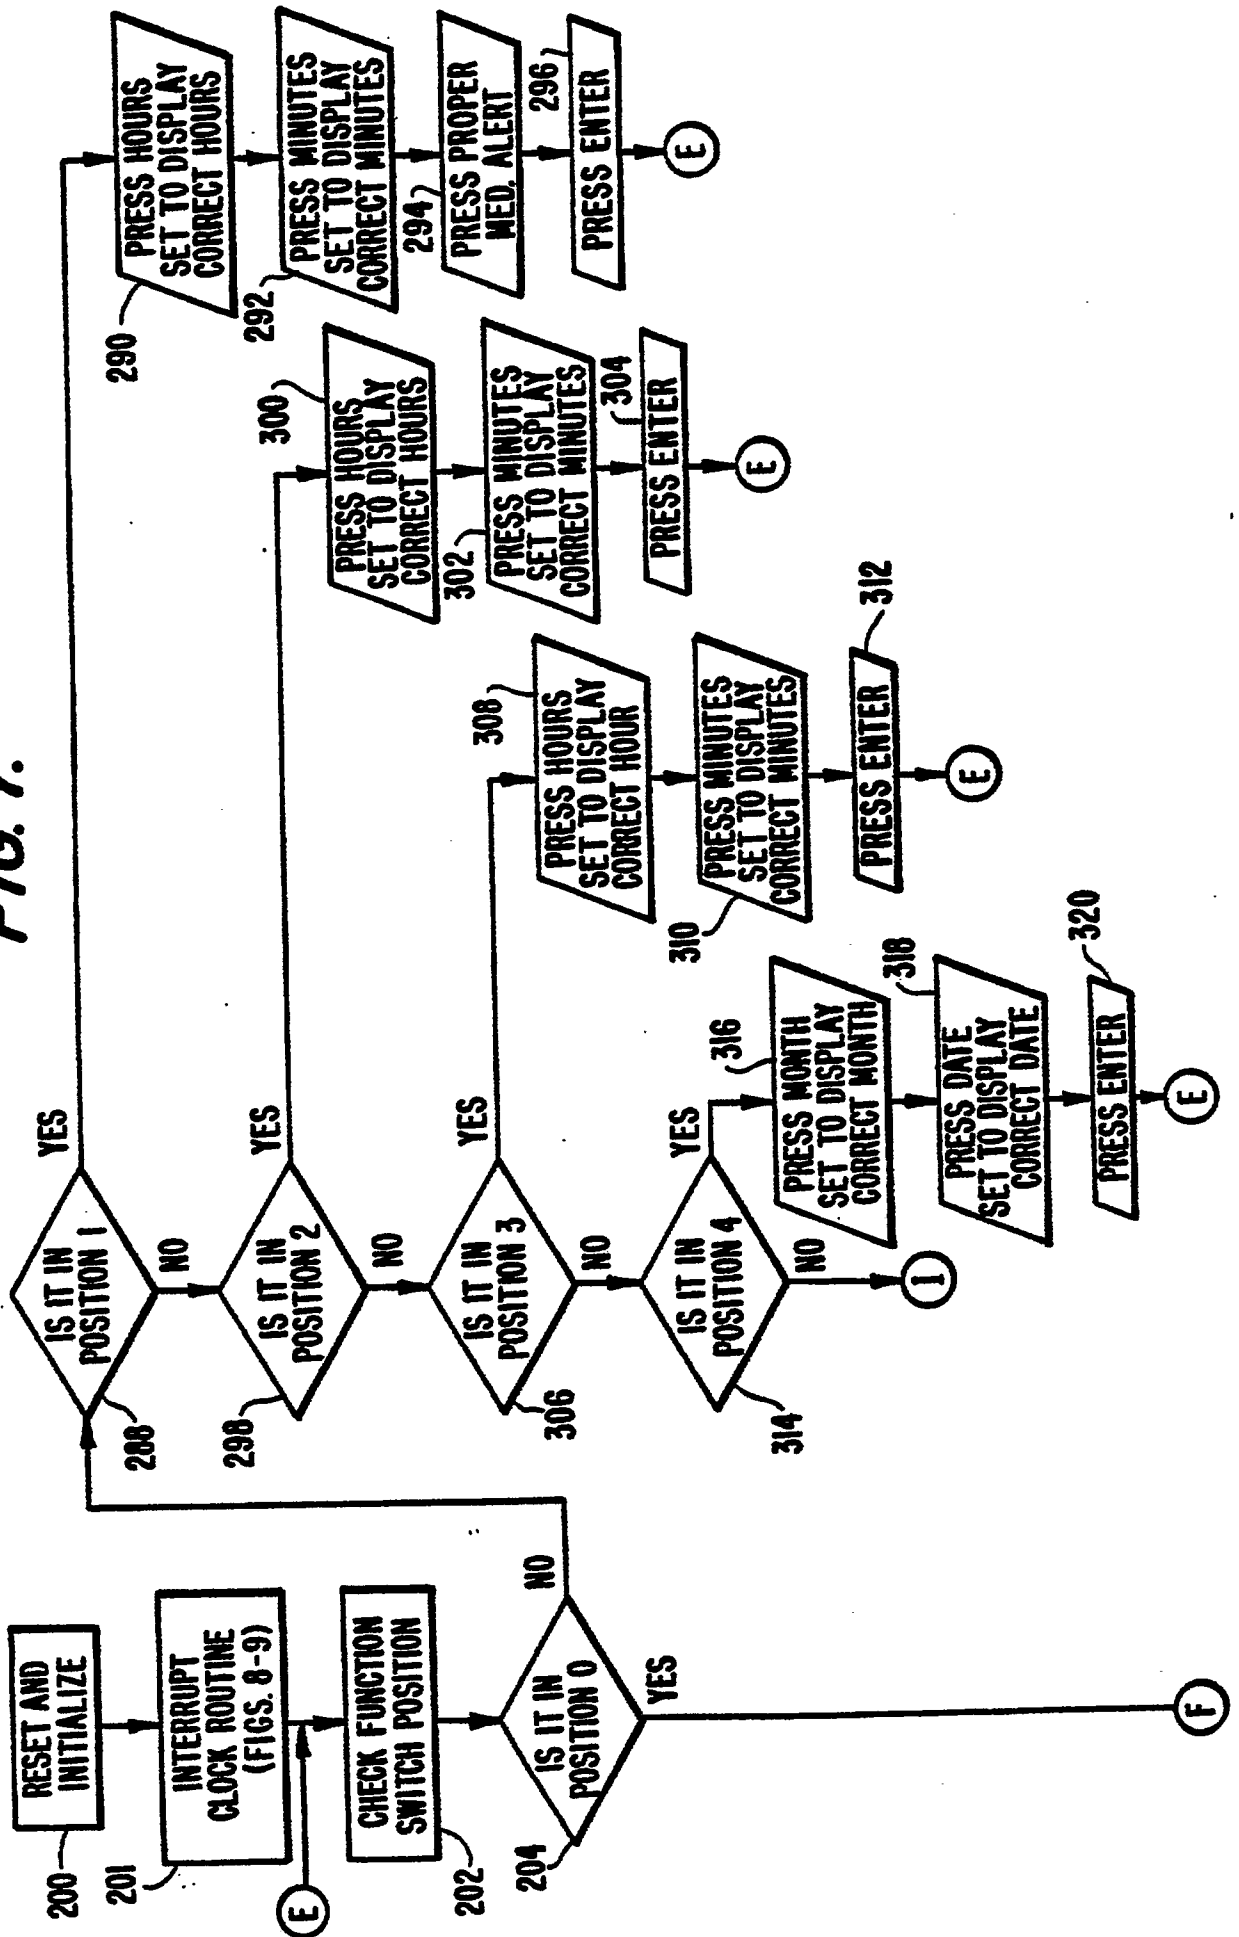 FIG. 7.
RESET AND
INITIALIZE
200
INTERRUPT
CLOCK ROUTINE
(FIGS. 8-9)
201
E
CHECK FUNCTION
SWITCH POSITION
202
IS IT IN
POSITION 0
204
NO
YES
F
IS IT IN
POSITION 1
288
YES
NO
IS IT IN
POSITION 2
298
YES
NO
IS IT IN
POSITION 3
306
YES
NO
IS IT IN
POSITION 4
314
YES
NO
1
PRESS MONTH
SET TO DISPLAY
CORRECT MONTH
316
PRESS DATE
SET TO DISPLAY
CORRECT DATE
318
PRESS ENTER
320
E
PRESS HOURS
SET TO DISPLAY
CORRECT HOUR
308
PRESS MINUTES
SET TO DISPLAY
CORRECT MINUTES
310
PRESS ENTER
312
E
PRESS HOURS
SET TO DISPLAY
CORRECT HOURS
300
PRESS MINUTES
SET TO DISPLAY
CORRECT MINUTES
302
PRESS ENTER
304
E
PRESS HOURS
SET TO DISPLAY
CORRECT HOURS
290
PRESS MINUTES
SET TO DISPLAY
CORRECT MINUTES
292
PRESS PROPER
MED. ALERT
294
PRESS ENTER
296
E